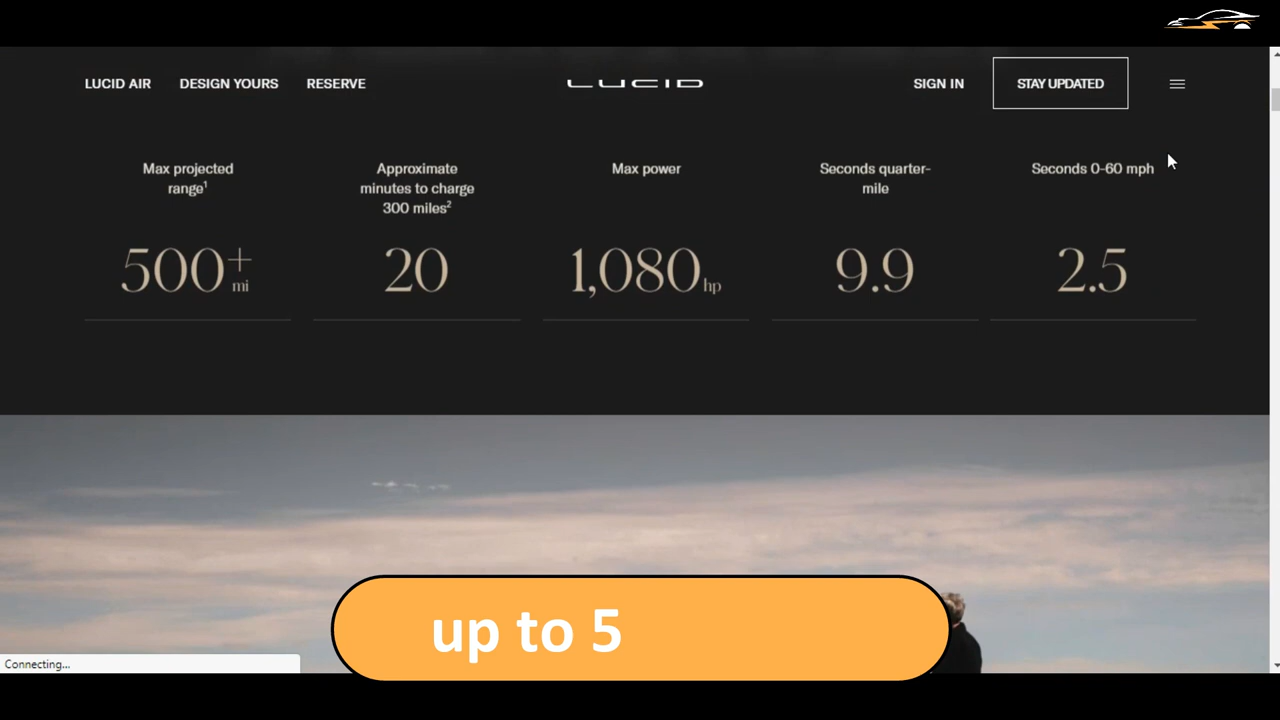 LUCID AIR DESIGN YOURS RESERVE LUCID SIGN IN STAY UPDATED
Max projected
range¹
Approximate
minutes to charge
300 miles²
Max power
Seconds quarter-
mile
Seconds 0-60 mph
500+ mi
20
1,080 hp
9.9
2.5
up to 5
Connecting...